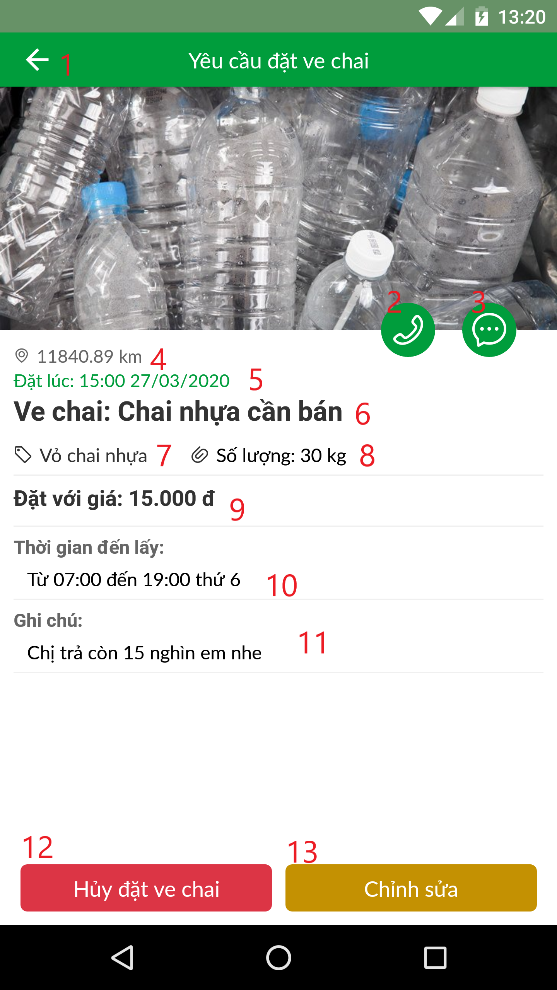 13:20
1 Yêu cầu đặt ve chai
2 3
11840.89 km 4
Đặt lúc: 15:00 27/03/2020 5
Ve chai: Chai nhựa cần bán 6
Vỏ chai nhựa 7 Số lượng: 30 kg 8
Đặt với giá: 15.000 đ 9
Thời gian đến lấy:
Từ 07:00 đến 19:00 thứ 6 10
Ghi chú:
Chị trả còn 15 nghìn em nhe 11
12 13
Hủy đặt ve chai Chỉnh sửa